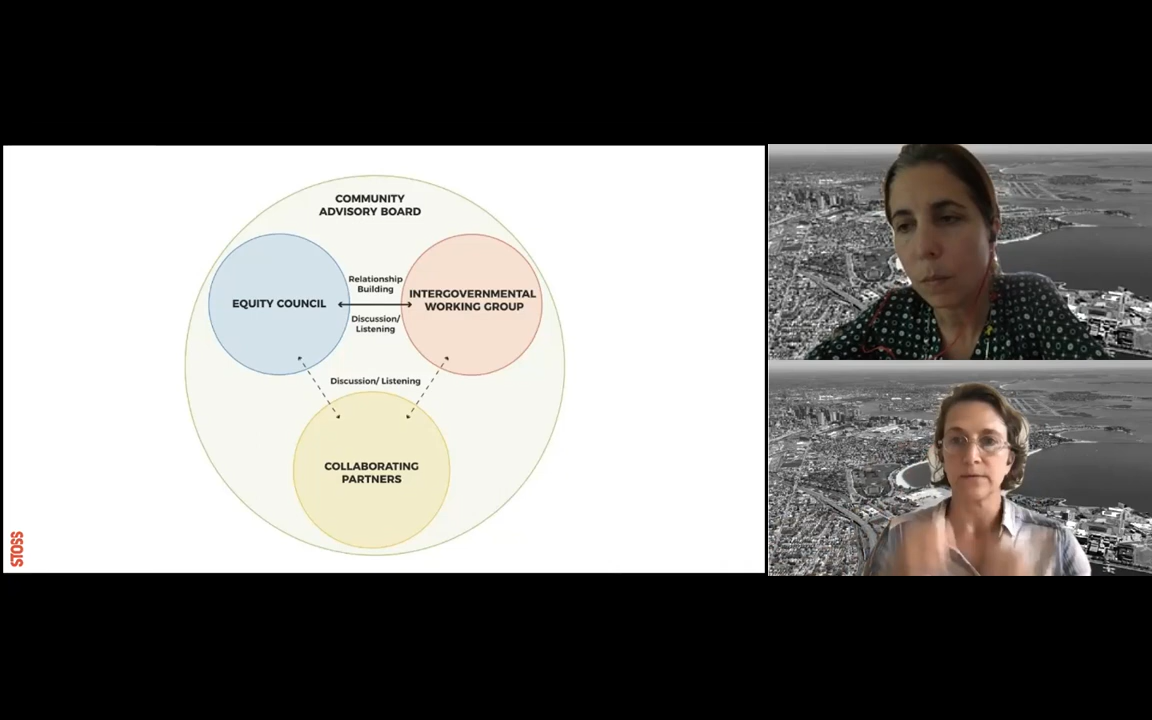 COMMUNITY
ADVISORY BOARD
EQUITY COUNCIL
Relationship
Building
Discussion/
Listening
INTERGOVERNMENTAL
WORKING GROUP
Discussion/ Listening
COLLABORATING
PARTNERS
STOSS